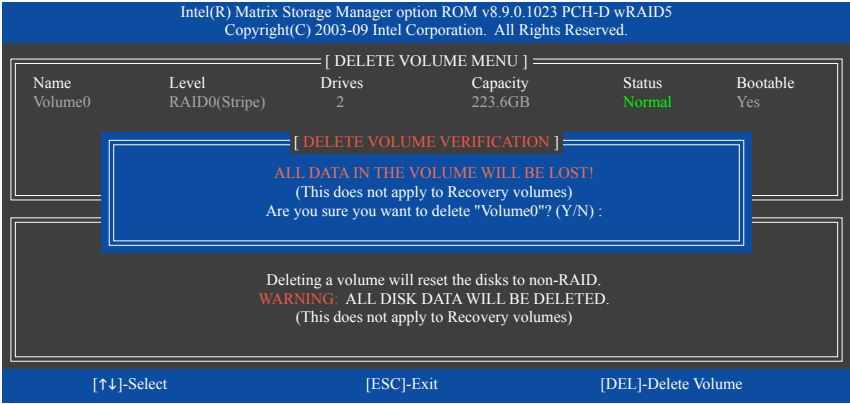 Intel(R) Matrix Storage Manager option ROM v8.9.0.1023 PCH-D wRAID5
Copyright(C) 2003-09 Intel Corporation. All Rights Reserved.
[ DELETE VOLUME MENU ]
Name Level Drives Capacity Status Bootable
Volume0 RAID0(Stripe) 2 223.6GB Normal Yes
[ DELETE VOLUME VERIFICATION ]
ALL DATA IN THE VOLUME WILL BE LOST!
(This does not apply to Recovery volumes)
Are you sure you want to delete "Volume0"? (Y/N) :
Deleting a volume will reset the disks to non-RAID.
WARNING: ALL DISK DATA WILL BE DELETED.
(This does not apply to Recovery volumes)
[↑↓]-Select [ESC]-Exit [DEL]-Delete Volume